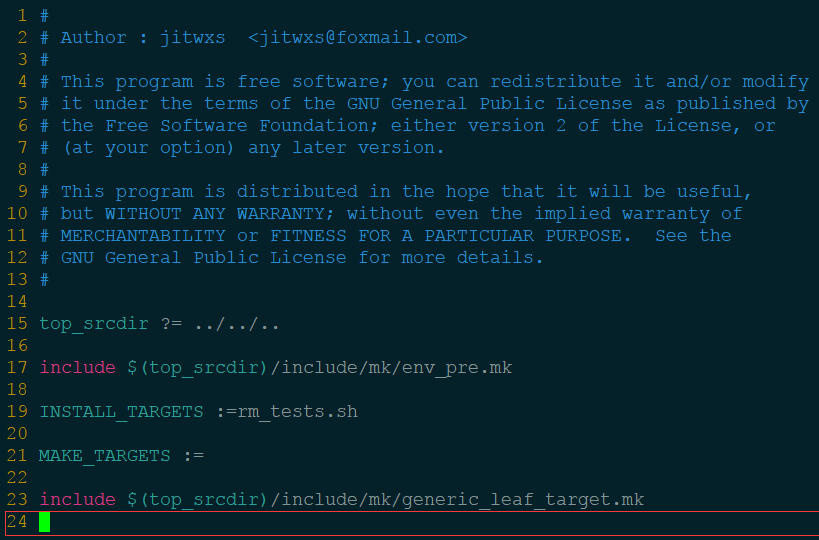 1 #
2 # Author : jitwxs  <jitwxs@foxmail.com>
3 #
4 # This program is free software; you can redistribute it and/or modify
5 # it under the terms of the GNU General Public License as published by
6 # the Free Software Foundation; either version 2 of the License, or
7 # (at your option) any later version.
8 #
9 # This program is distributed in the hope that it will be useful,
10 # but WITHOUT ANY WARRANTY; without even the implied warranty of
11 # MERCHANTABILITY or FITNESS FOR A PARTICULAR PURPOSE.  See the
12 # GNU General Public License for more details.
13 #
14
15 top_srcdir ?= ../../..
16
17 include $(top_srcdir)/include/mk/env_pre.mk
18
19 INSTALL_TARGETS :=rm_tests.sh
20
21 MAKE_TARGETS :=
22
23 include $(top_srcdir)/include/mk/generic_leaf_target.mk
24